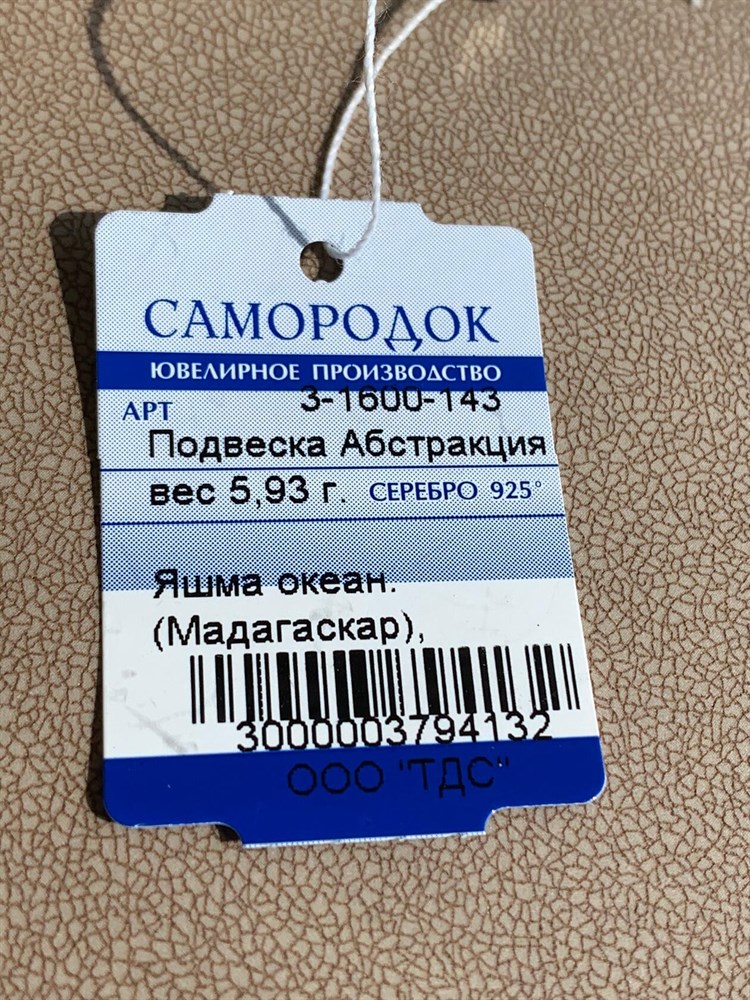 САМОРОДОК
ЮВЕЛИРНОЕ ПРОИЗВОДСТВО
АРТ 3-1600-143
Подвеска Абстракция
вес 5,93 г. СЕРЕБРО 925°
Яшма океан.
(Мадагаскар),
3000003794132
ООО "ТДС"